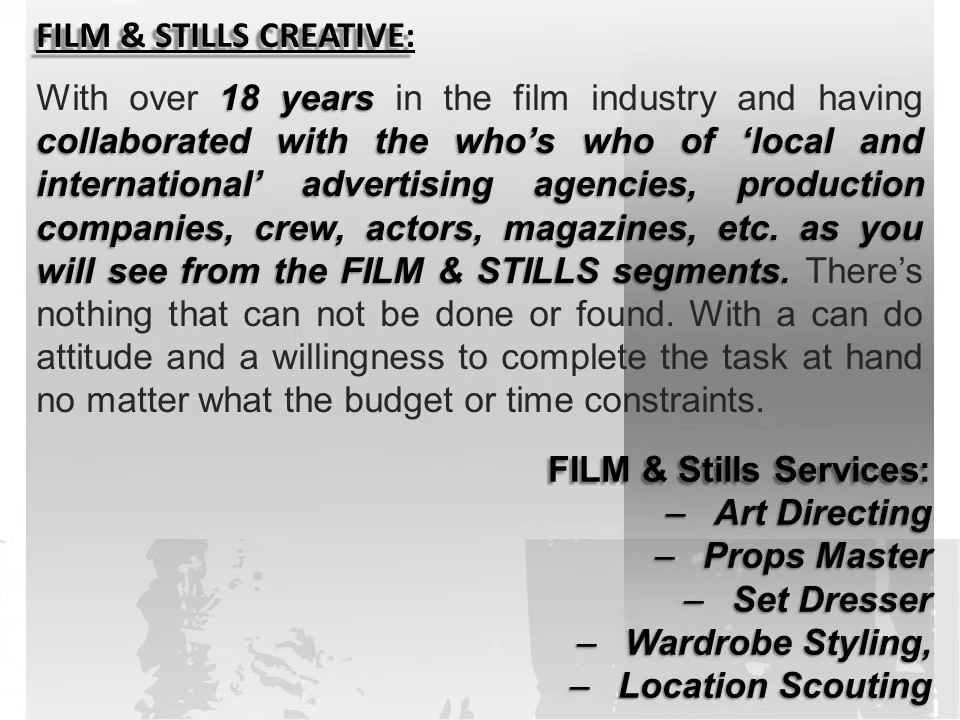 FILM & STILLS CREATIVE:
With over 18 years in the film industry and having
collaborated with the who’s who of ‘local and
international’ advertising agencies, production
companies, crew, actors, magazines, etc. as you
will see from the FILM & STILLS segments. There’s
nothing that can not be done or found. With a can do
attitude and a willingness to complete the task at hand
no matter what the budget or time constraints.
FILM & Stills Services:
– Art Directing
– Props Master
– Set Dresser
– Wardrobe Styling,
– Location Scouting